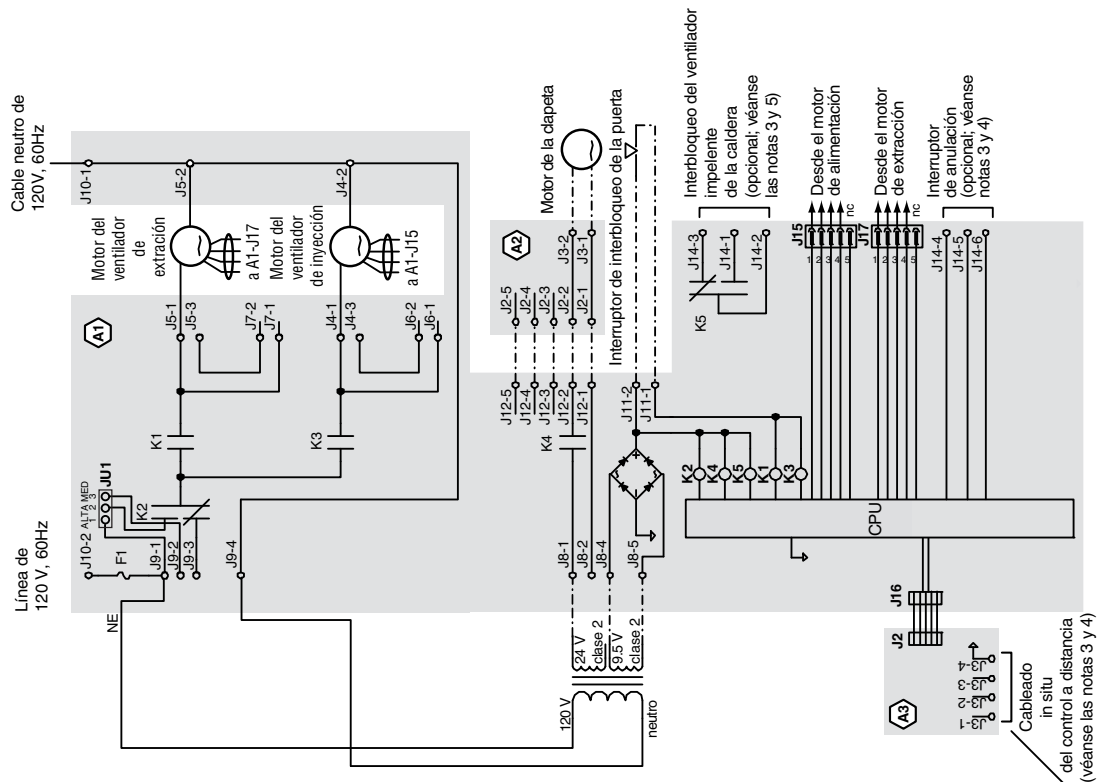 Línea de
120 V, 60Hz
Cable neutro de
120V, 60Hz
J10-2
F1
J9-1
J9-2
J9-3
J9-4
NE
ALTA MED
1 2 3
JU1
K2
K1
K3
A1
J10-1
J5-1
J5-3
J7-2
J7-1
J4-1
J4-3
J6-2
J6-1
J5-2
J4-2
Motor del
ventilador
de
extración
a A1-J17
Motor del
ventilador
de inyección
a A1-J15
120 V
neutro
24 V
clase 2
9.5 V
clase 2
J8-1
J8-2
J8-4
J8-5
K4
J12-5
J12-4
J12-3
J12-2
J12-1
J11-2
J11-1
A2
J2-5
J2-4
J2-3
J2-2
J2-1
J3-2
J3-1
Motor de la dapeta
Interruptor de interbloqueo de la puerta
K2
K4
K5
K1
K3
CPU
K5
J14-3
J14-1
J14-2
Interbloqueo del ventilador
impelente
de la caldera
(opcional; véanse
las notas 3 y 5)
J15
1
2
3
4
5
Desde el motor
de alimentación
nc
J17
1
2
3
4
5
Desde el motor
de extracción
nc
J14-4
J14-5
J14-6
Interruptor
de anulación
(opcional; véanse
notas 3 y 4)
J16
J2
A3
J3-1
J3-2
J3-3
J3-4
Cableado
in situ
del control a distancia
(véanse las notas 3 y 4)